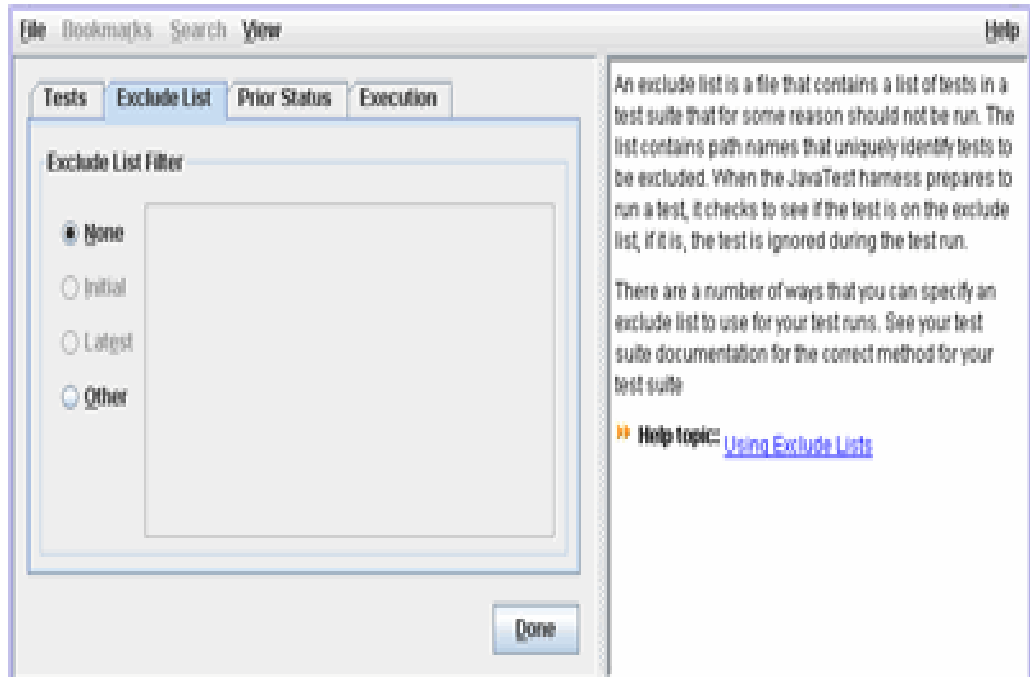 File Bookmarks Search View Help
Tests Exclude List Prior Status Execution
Exclude List Filter
None
Initial
Latest
Other
Done
An exclude list is a file that contains a list of tests in a
test suite that for some reason should not be run. The
list contains path names that uniquely identify tests to
be excluded. When the JavaTest harness prepares to
run a test, it checks to see if the test is on the exclude
list, if it is, the test is ignored during the test run.
There are a number of ways that you can specify an
exclude list to use for your test runs. See your test
suite documentation for the correct method for your
test suite
Help topic: Using Exclude Lists